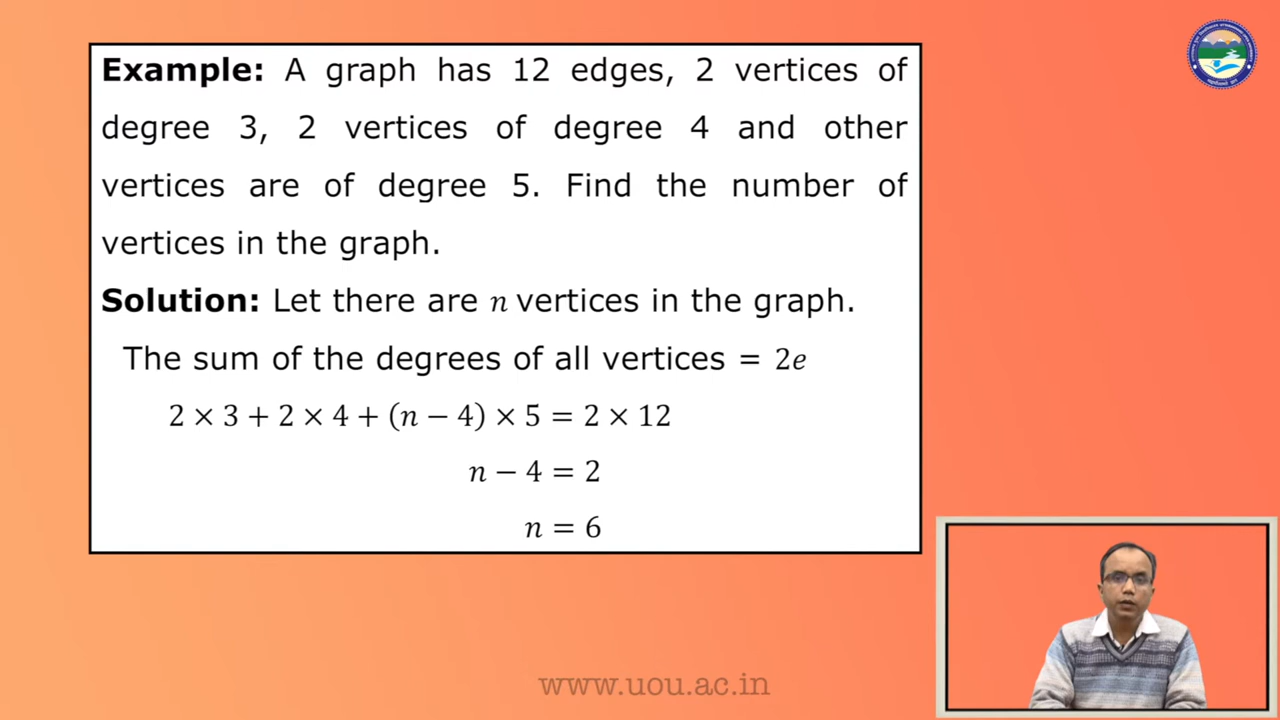 Example: A graph has 12 edges, 2 vertices of
degree 3, 2 vertices of degree 4 and other
vertices are of degree 5. Find the number of
vertices in the graph.
Solution: Let there are n vertices in the graph.
The sum of the degrees of all vertices = 2e
2 × 3 + 2 × 4 + (n − 4) × 5 = 2 × 12
n − 4 = 2
n = 6
www.uou.ac.in